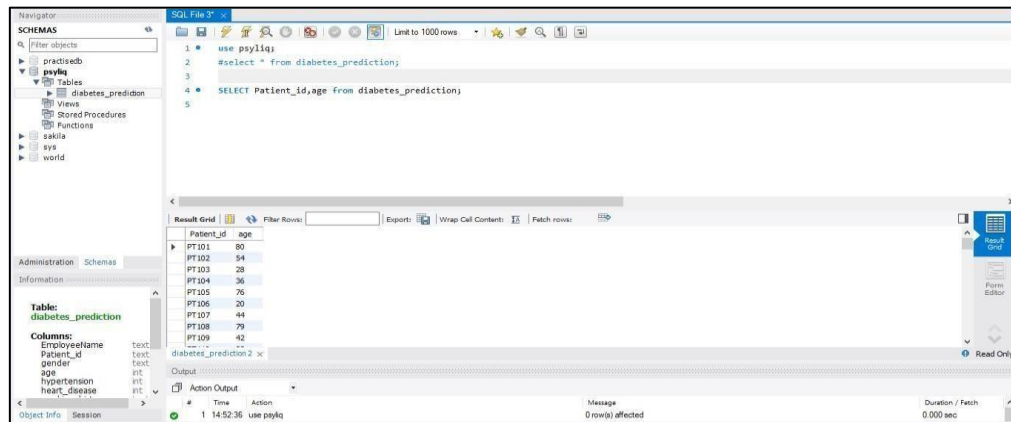 Navigator
SCHEMAS
Filter objects
practisedb
psyliq
Tables
diabetes_prediction
Views
Stored Procedures
Functions
sakila
sys
world
Administration Schemas
Information
Table:
diabetes_prediction
Columns:
EmployeeName text
Patient_id text
gender text
age int
hypertension int
heart_disease int
Object Info Session
SQL File 3*
Limit to 1000 rows
1 use psyliq;
2 #select * from diabetes_prediction;
3
4 SELECT Patient_id,age from diabetes_prediction;
5
Result Grid Filter Rows: Export: Wrap Cell Content: Fetch rows:
Patient_id age
PT101 80
PT102 54
PT103 28
PT104 36
PT105 76
PT106 20
PT107 44
PT108 79
PT109 42
Result Grid
Form Editor
diabetes_prediction 2
Read Only
Output
Action Output
# Time Action Message Duration / Fetch
1 14:52:36 use psyliq 0 row(s) affected 0.000 sec